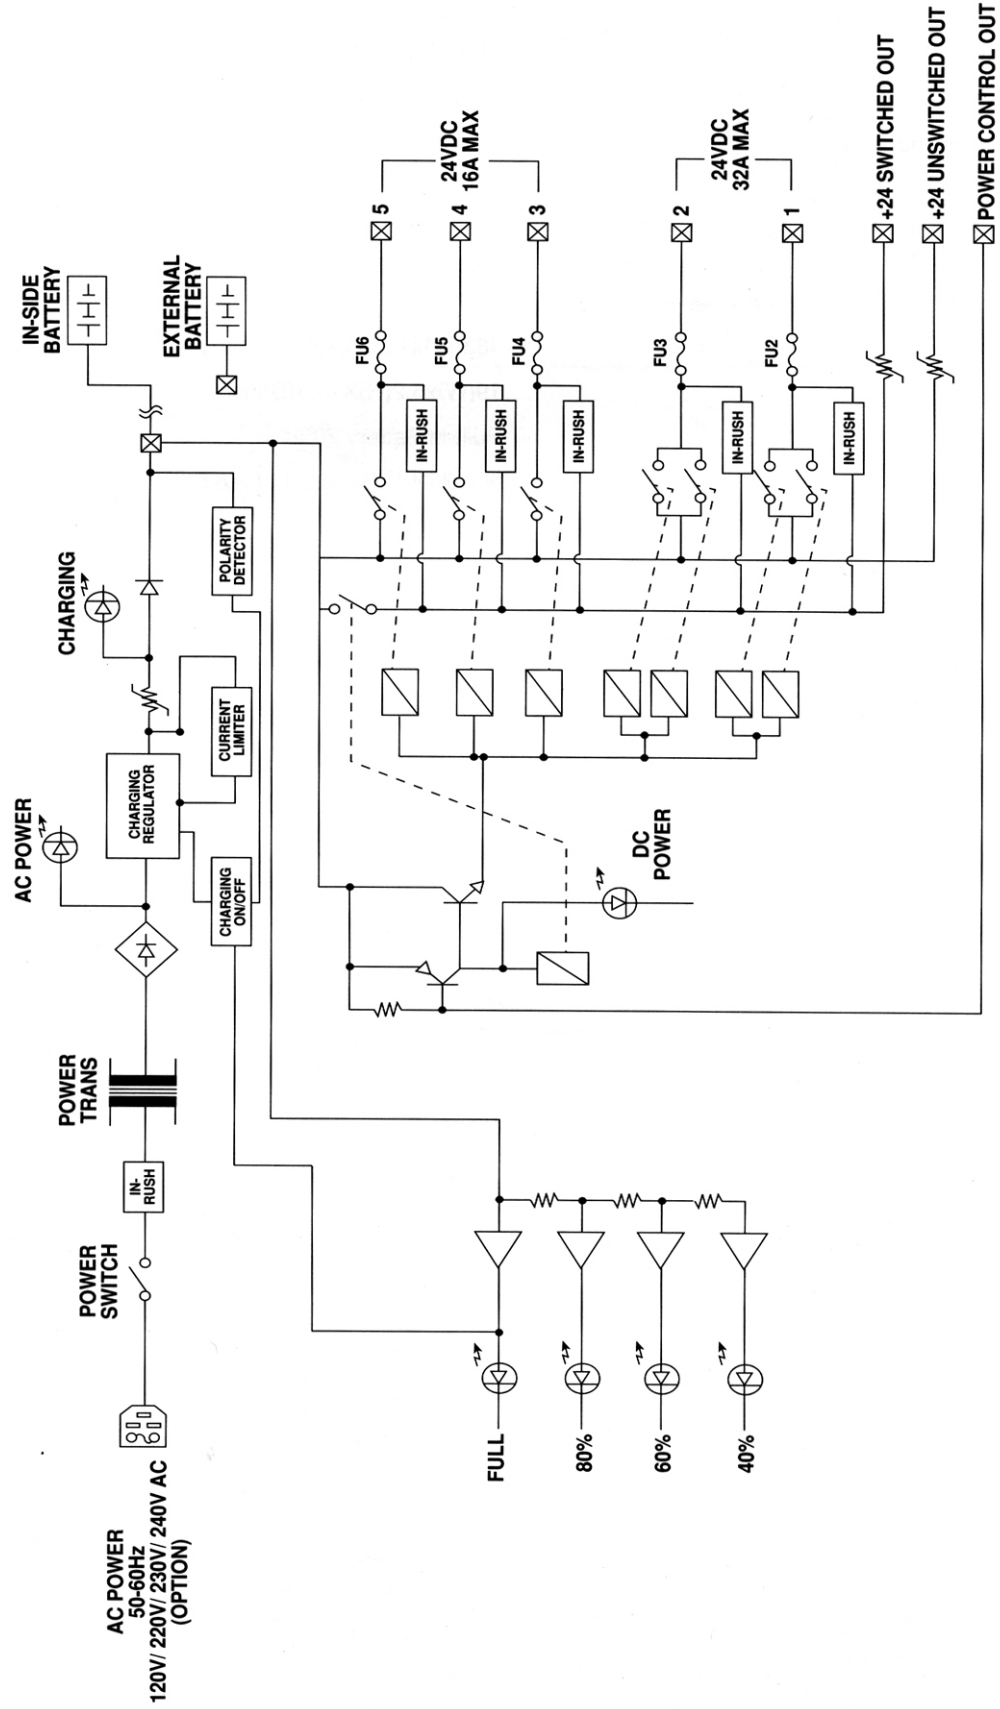 AC POWER
50-60Hz
120V/ 220V/ 230V/ 240V AC
(OPTION)
POWER
SWITCH
IN-
RUSH
POWER
TRANS
AC POWER
CHARGING
REGULATOR
CHARGING
ON/OFF
CURRENT
LIMITER
CHARGING
POLARITY
DETECTOR
IN-SIDE
BATTERY
EXTERNAL
BATTERY
FU6
IN-RUSH
5
FU5
IN-RUSH
4
FU4
IN-RUSH
3
24VDC
16A MAX
FU3
IN-RUSH
2
FU2
IN-RUSH
1
24VDC
32A MAX
+24 SWITCHED OUT
+24 UNSWITCHED OUT
POWER CONTROL OUT
DC
POWER
FULL
80%
60%
40%